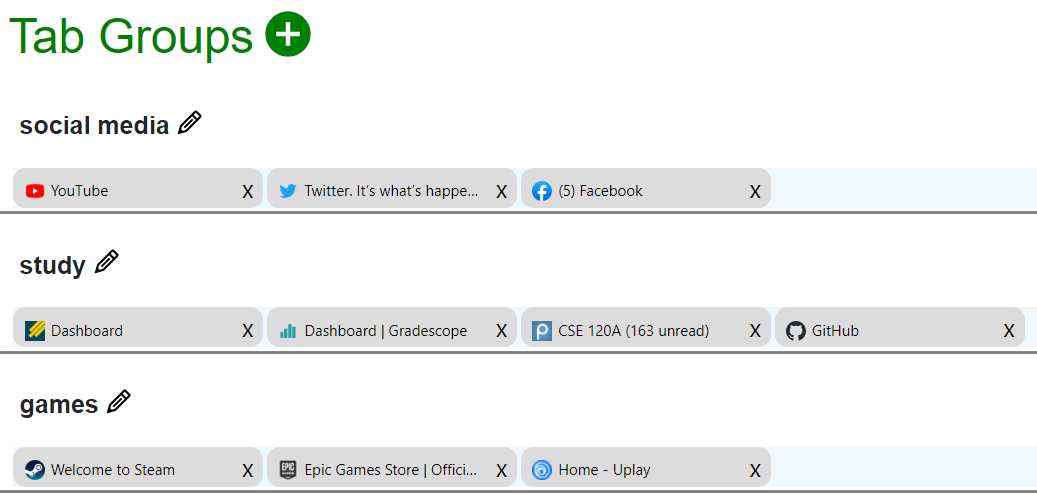 Tab Groups
social media
YouTube X Twitter. It’s what’s happe... X (5) Facebook X
study
Dashboard X Dashboard | Gradescope X CSE 120A (163 unread) X GitHub X
games
Welcome to Steam X EPIC GAMES Epic Games Store | Offici... X Home - Uplay X